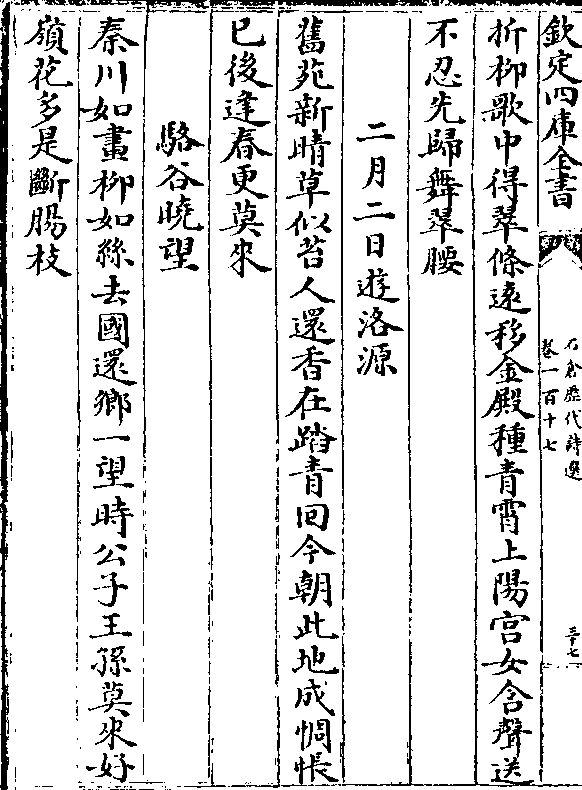 欽定四庫全書
石倉歷代詩選
卷一百十七
三十七
折柳歌中得翠條遠移金殿種青霄上陽宮女含聲送
不忍先歸舞翠腰
二月二日遊洛源
舊苑新晴草似苔人還香在踏青回今朝此地成惆悵
已後逢春更莫來
駱谷曉望
秦川如畫柳如絲去國還鄉一望時公子王孫莫來好
嶺花多是斷腸枝